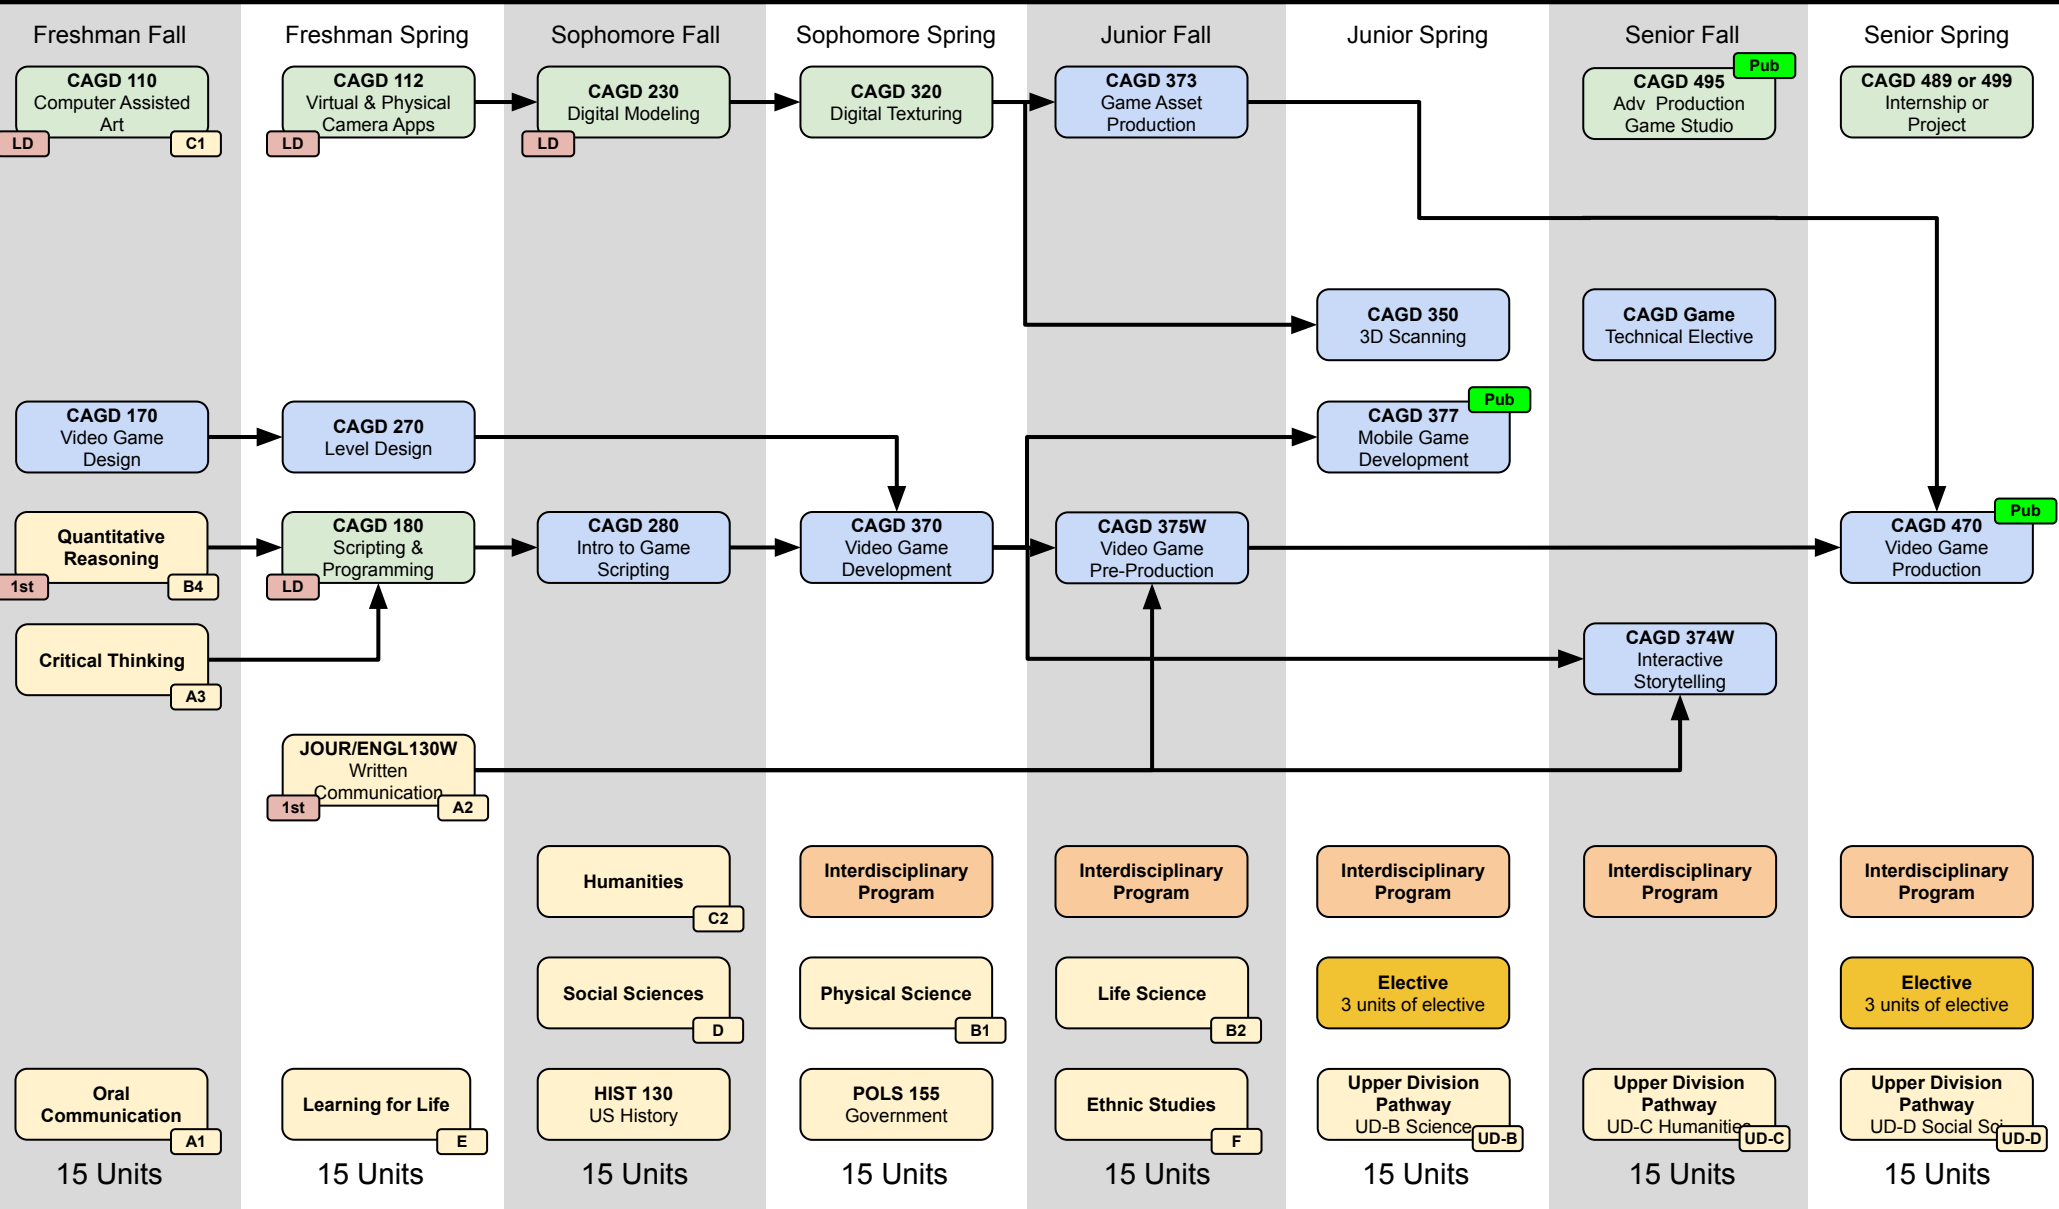 Freshman Fall
Freshman Spring
Sophomore Fall
Sophomore Spring
Junior Fall
Junior Spring
Senior Fall
Senior Spring
CAGD 110
Computer Assisted
Art
LD
C1
CAGD 112
Virtual & Physical
Camera Apps
LD
CAGD 230
Digital Modeling
LD
CAGD 320
Digital Texturing
CAGD 373
Game Asset
Production
Pub
CAGD 495
Adv Production
Game Studio
CAGD 489 or 499
Internship or
Project
CAGD 350
3D Scanning
CAGD Game
Technical Elective
CAGD 170
Video Game
Design
CAGD 270
Level Design
Pub
CAGD 377
Mobile Game
Development
Quantitative
Reasoning
1st
B4
CAGD 180
Scripting &
Programming
LD
CAGD 280
Intro to Game
Scripting
CAGD 370
Video Game
Development
CAGD 375W
Video Game
Pre-Production
Pub
CAGD 470
Video Game
Production
Critical Thinking
A3
CAGD 374W
Interactive
Storytelling
JOUR/ENGL130W
Written
Communication
1st
A2
Humanities
C2
Interdisciplinary
Program
Interdisciplinary
Program
Interdisciplinary
Program
Interdisciplinary
Program
Interdisciplinary
Program
Social Sciences
D
Physical Science
B1
Life Science
B2
Elective
3 units of elective
Elective
3 units of elective
Oral
Communication
A1
Learning for Life
E
HIST 130
US History
POLS 155
Government
Ethnic Studies
F
Upper Division
Pathway
UD-B Science
UD-B
Upper Division
Pathway
UD-C Humanities
UD-C
Upper Division
Pathway
UD-D Social Sci
UD-D
15 Units
15 Units
15 Units
15 Units
15 Units
15 Units
15 Units
15 Units